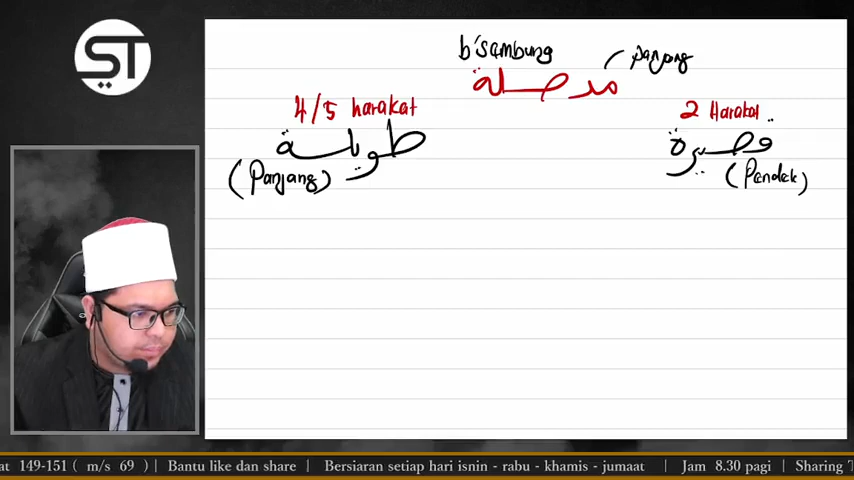 ST
b'sambung
مد صلة (panjang
4/5 harakat
2 Harakat
طويلة
قصيرة
(Panjang)
(Pendek)
at 149-151 ( m/s 69 ) | Bantu like dan share | Bersiaran setiap hari isnin - rabu - khamis - jumaat | Jam 8.30 pagi | Sharing T